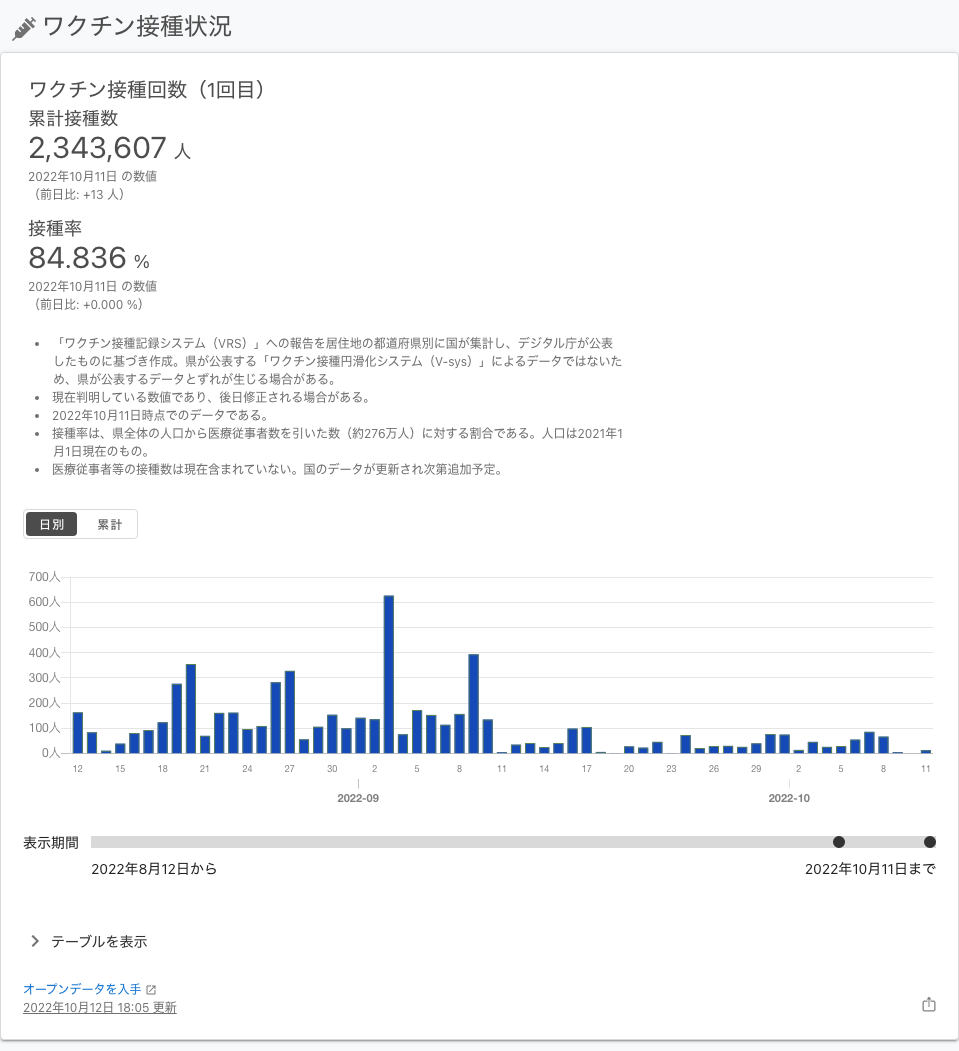 ワクチン接種状況
ワクチン接種回数（1回目）
累計接種数
2,343,607 人
2022年10月11日 の数値
（前日比: +13 人）
接種率
84.836 %
2022年10月11日 の数値
（前日比: +0.000 %）
• 「ワクチン接種記録システム（VRS）」への報告を居住地の都道府県別に国が集計し、デジタル庁が公表
したものに基づき作成。県が公表する「ワクチン接種円滑化システム（V-sys）」によるデータではないた
め、県が公表するデータとずれが生じる場合がある。
• 現在判明している数値であり、後日修正される場合がある。
• 2022年10月11日時点でのデータである。
• 接種率は、県全体の人口から医療従事者数を引いた数（約276万人）に対する割合である。人口は2021年1
月1日現在のもの。
• 医療従事者等の接種数は現在含まれていない。国のデータが更新され次第追加予定。
日別 累計
700人
600人
500人
400人
300人
200人
100人
0人
12 15 18 21 24 27 30 2 5 8 11 14 17 20 23 26 29 2 5 8 11
2022-09 2022-10
表示期間
2022年8月12日から 2022年10月11日まで
テーブルを表示
オープンデータを入手
2022年10月12日 18:05 更新